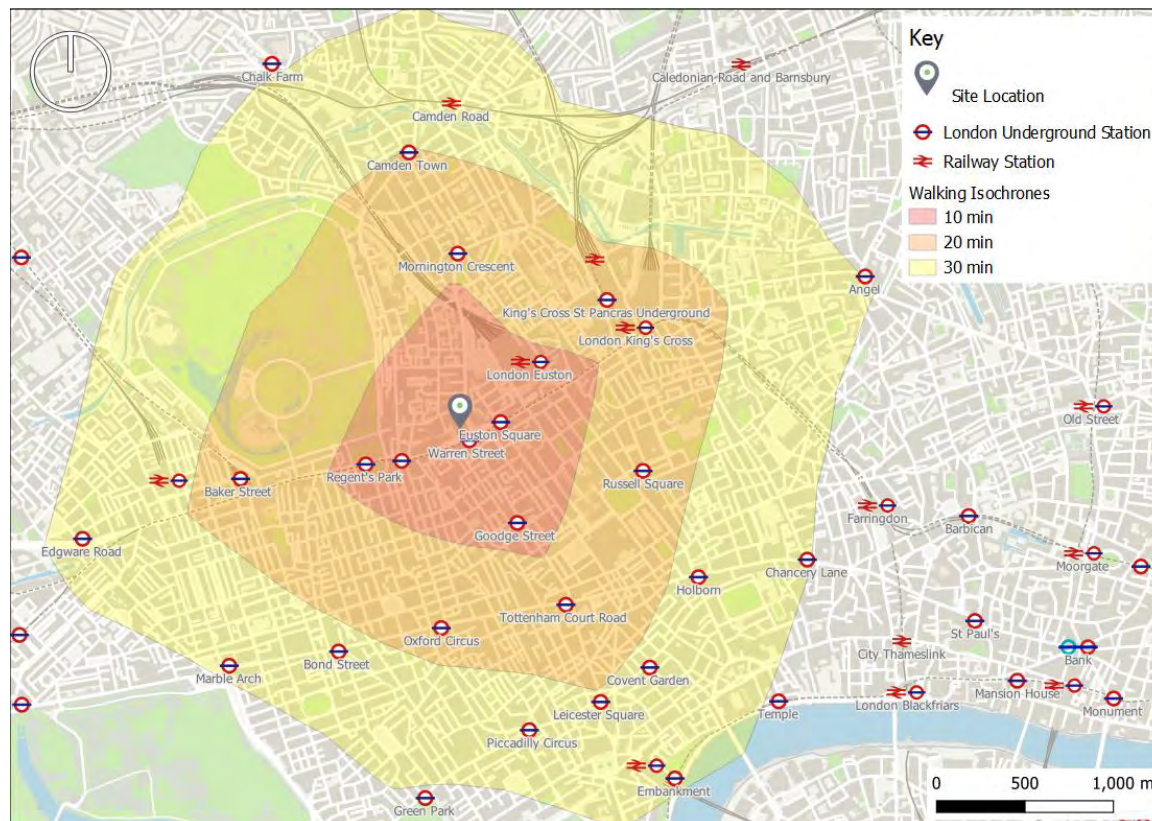 Key
Site Location
London Underground Station
Railway Station
Walking Isochrones
10 min
20 min
30 min
Chalk Farm
Caledonian Road and Barnsbury
Camden Road
Camden Town
Mornington Crescent
Angel
King's Cross St Pancras Underground
London King's Cross
London Euston
Old Street
Euston Square
Warren Street
Regent's Park
Russell Square
Baker Street
Farringdon
Barbican
Goodge Street
Edgware Road
Chancery Lane
Moorgate
Holborn
Tottenham Court Road
St Paul's
Oxford Circus
City Thameslink
Bond Street
Bank
Marble Arch
Covent Garden
Mansion House
London Blackfriars
Monument
Leicester Square
Temple
Piccadilly Circus
Embankment
Green Park
0 500 1,000 m